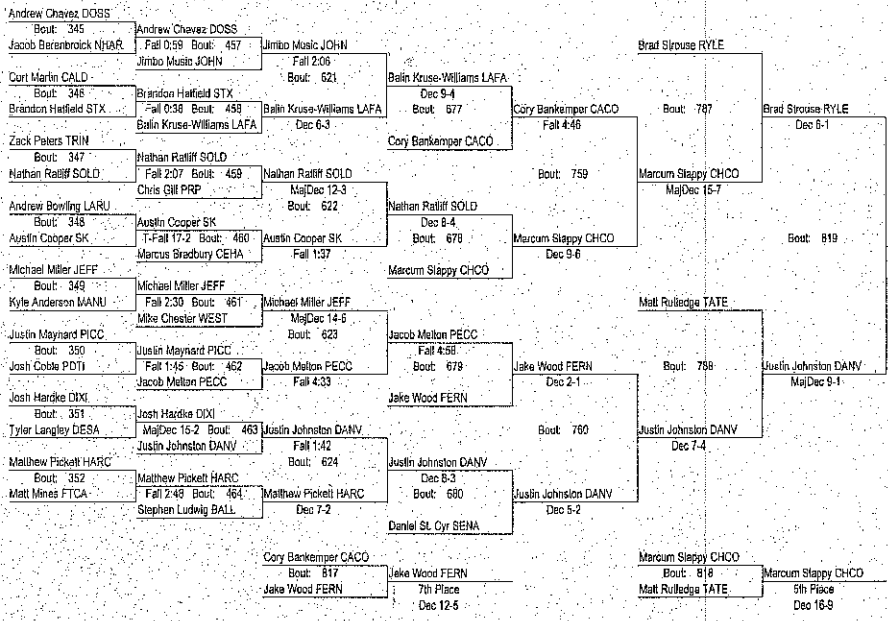 Andrew Chavez DOSS
Bout: 345
Jacob Berenbroick NHAR
Curt Martin CALD
Bout: 346
Brandon Hatfield STX
Zack Peters TRIN
Bout: 347
Nathan Ratliff SOLD
Andrew Bowling LARU
Bout: 348
Austin Cooper SK
Michael Miller JEFF
Bout: 349
Kyle Anderson MANU
Justin Maynard PICC
Bout: 350
Josh Coble PDTI
Josh Hardke DIXI
Bout: 351
Tyler Langley DESA
Matthew Pickett HARC
Bout: 352
Matt Mines FTCA
Andrew Chavez DOSS
Fall 0:59 Bout: 457
Jimbo Music JOHN
Brandon Hatfield STX
Fall 0:38 Bout: 458
Balin Kruse-Williams LAFA
Nathan Ratliff SOLD
Fall 2:07 Bout: 459
Chris Gill PRP
Austin Cooper SK
T-Fall 17-2 Bout: 460
Marcus Bradbury CEHA
Michael Miller JEFF
Fall 2:30 Bout: 461
Mike Chester WEST
Justin Maynard PICC
Fall 1:45 Bout: 462
Jacob Melton PECC
Josh Hardke DIXI
MajDec 15-2 Bout: 463
Justin Johnston DANV
Matthew Pickett HARC
Fall 2:48 Bout: 464
Stephen Ludwig BALL
Jimbo Music JOHN
Fall 2:06
Bout: 621
Balin Kruse-Williams LAFA
Dec 6-3
Nathan Ratliff SOLD
MajDec 12-3
Bout: 622
Austin Cooper SK
Fall 1:37
Michael Miller JEFF
MajDec 14-6
Bout: 623
Jacob Melton PECC
Fall 4:33
Justin Johnston DANV
Fall 1:42
Bout: 624
Matthew Pickett HARC
Dec 7-2
Balin Kruse-Williams LAFA
Dec 9-4
Bout: 677
Cory Bankemper CACO
Nathan Ratliff SOLD
Dec 8-4
Bout: 678
Marcum Slappy CHCO
Jacob Melton PECC
Fall 4:58
Bout: 679
Jake Wood FERN
Justin Johnston DANV
Dec 8-3
Bout: 680
Daniel St. Cyr SENA
Cory Bankemper CACO
Fall 4:46
Bout: 759
Marcum Slappy CHCO
Dec 9-6
Jake Wood FERN
Dec 2-1
Bout: 760
Justin Johnston DANV
Dec 5-2
Brad Strouse RYLE
Bout: 787
Marcum Slappy CHCO
MajDec 15-7
Matt Rutledge TATE
Bout: 788
Justin Johnston DANV
Dec 7-4
Brad Strouse RYLE
Dec 6-1
Bout: 819
Justin Johnston DANV
MajDec 9-1
Cory Bankemper CACO
Bout: 817
Jake Wood FERN
Jake Wood FERN
7th Place
Dec 12-5
Marcum Slappy CHCO
Bout: 818
Matt Rutledge TATE
Marcum Slappy CHCO
5th Place
Dec 16-9